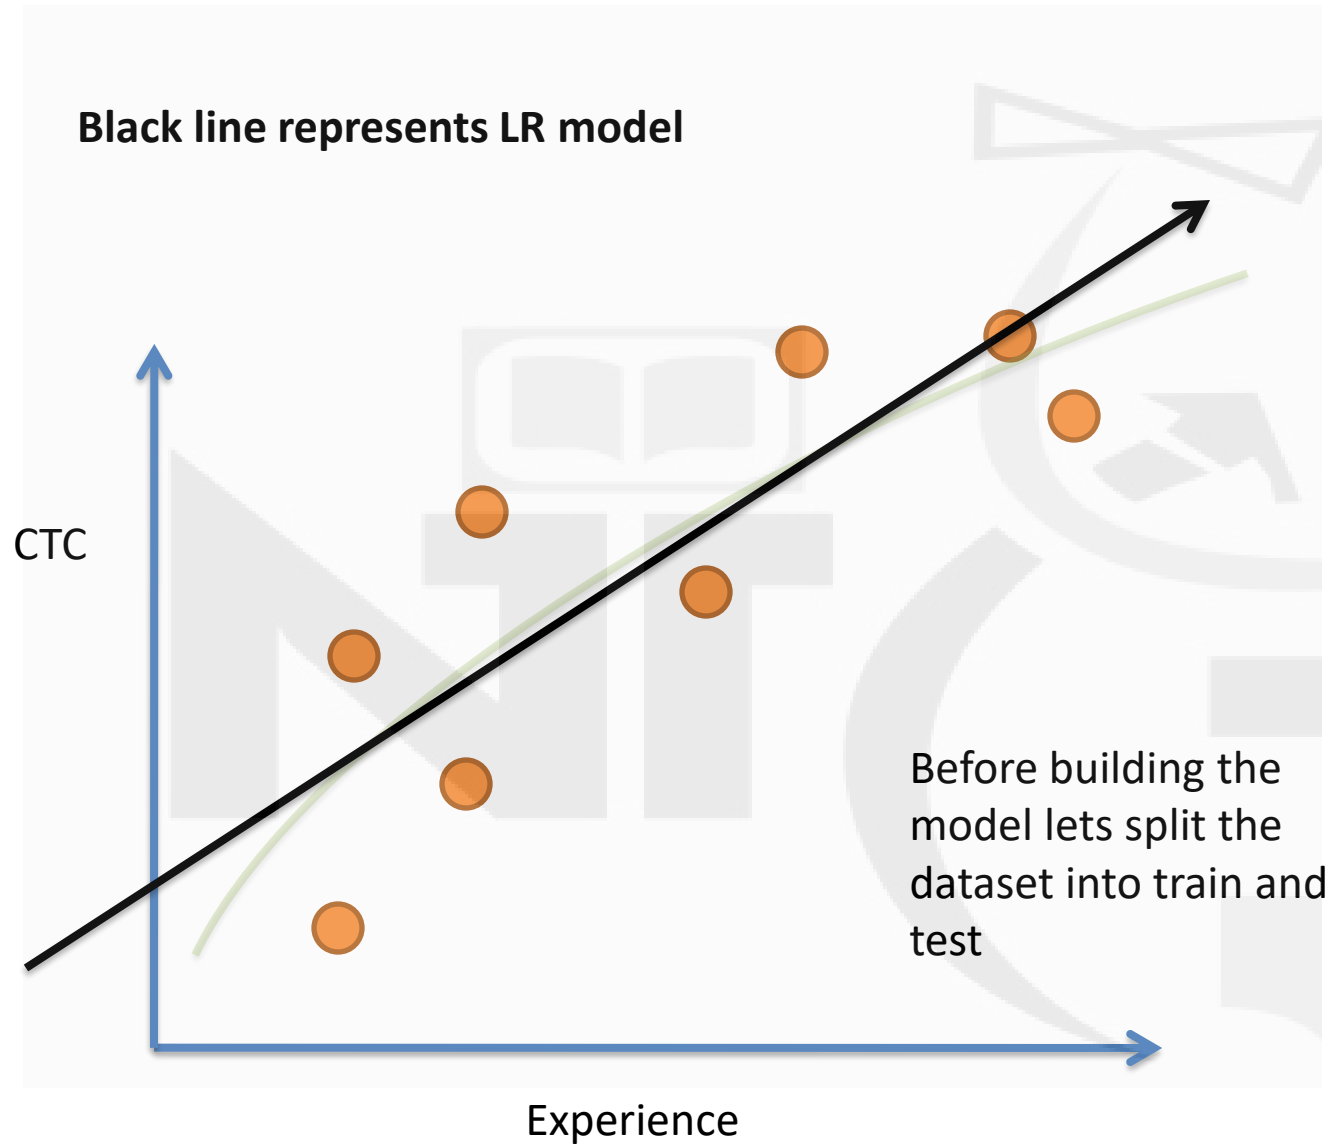 Black line represents LR model
CTC
Before building the
model lets split the
dataset into train and
test
Experience